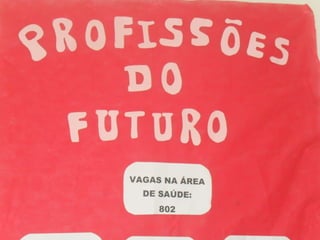 PROFISSÕES
DO
FUTURO
VAGAS NA ÁREA
DE SAÚDE:
802